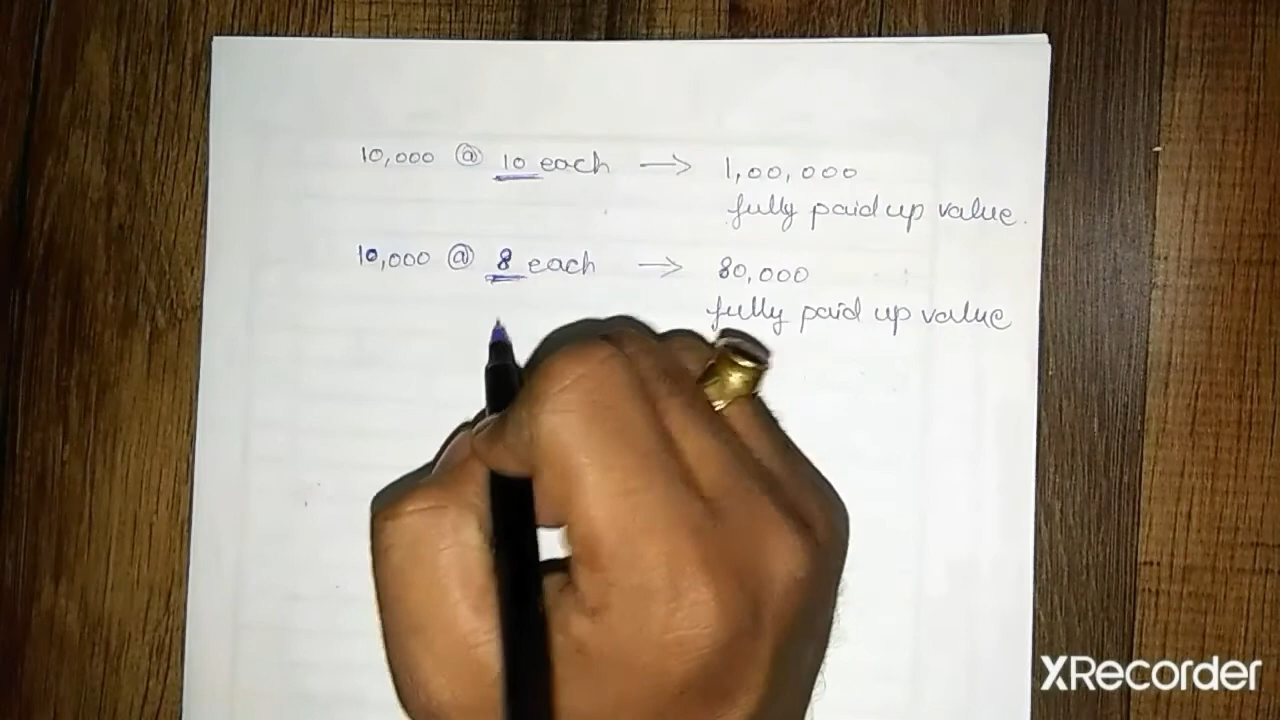 10,000 @ 10 each → 1,00,000
fully paid up value.
10,000 @ 8 each → 80,000
fully paid up value
XRecorder